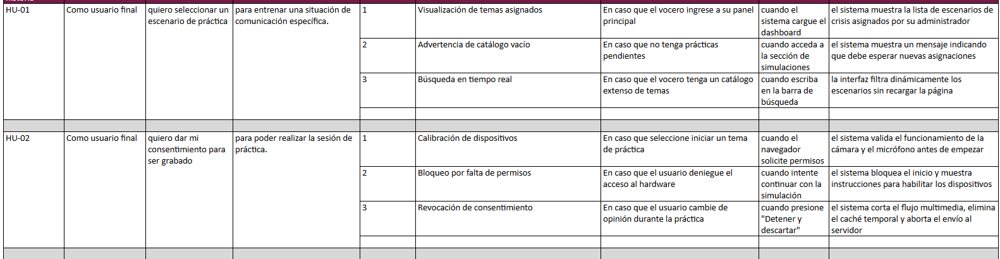 HU-01
Como usuario final
quiero seleccionar un
escenario de práctica
para entrenar una situación de
comunicación específica.
1
Visualización de temas asignados
En caso que el vocero ingrese a su panel
principal
cuando el
sistema cargue el
dashboard
el sistema muestra la lista de escenarios de
crisis asignados por su administrador
2
Advertencia de catálogo vacío
En caso que no tenga prácticas
pendientes
cuando acceda a
la sección de
simulaciones
el sistema muestra un mensaje indicando
que debe esperar nuevas asignaciones
3
Búsqueda en tiempo real
En caso que el vocero tenga un catálogo
extenso de temas
cuando escriba
en la barra de
búsqueda
la interfaz filtra dinámicamente los
escenarios sin recargar la página
HU-02
Como usuario final
quiero dar mi
consentimiento para
ser grabado
para poder realizar la sesión de
práctica.
1
Calibración de dispositivos
En caso que seleccione iniciar un tema
de práctica
cuando el
navegador
solicite permisos
el sistema valida el funcionamiento de la
cámara y el micrófono antes de empezar
2
Bloqueo por falta de permisos
En caso que el usuario deniegue el
acceso al hardware
cuando intente
continuar con la
simulación
el sistema bloquea el inicio y muestra
instrucciones para habilitar los dispositivos
3
Revocación de consentimiento
En caso que el usuario cambie de
opinión durante la práctica
cuando presione
"Detener y
descartar"
el sistema corta el flujo multimedia, elimina
el caché temporal y aborta el envío al
servidor